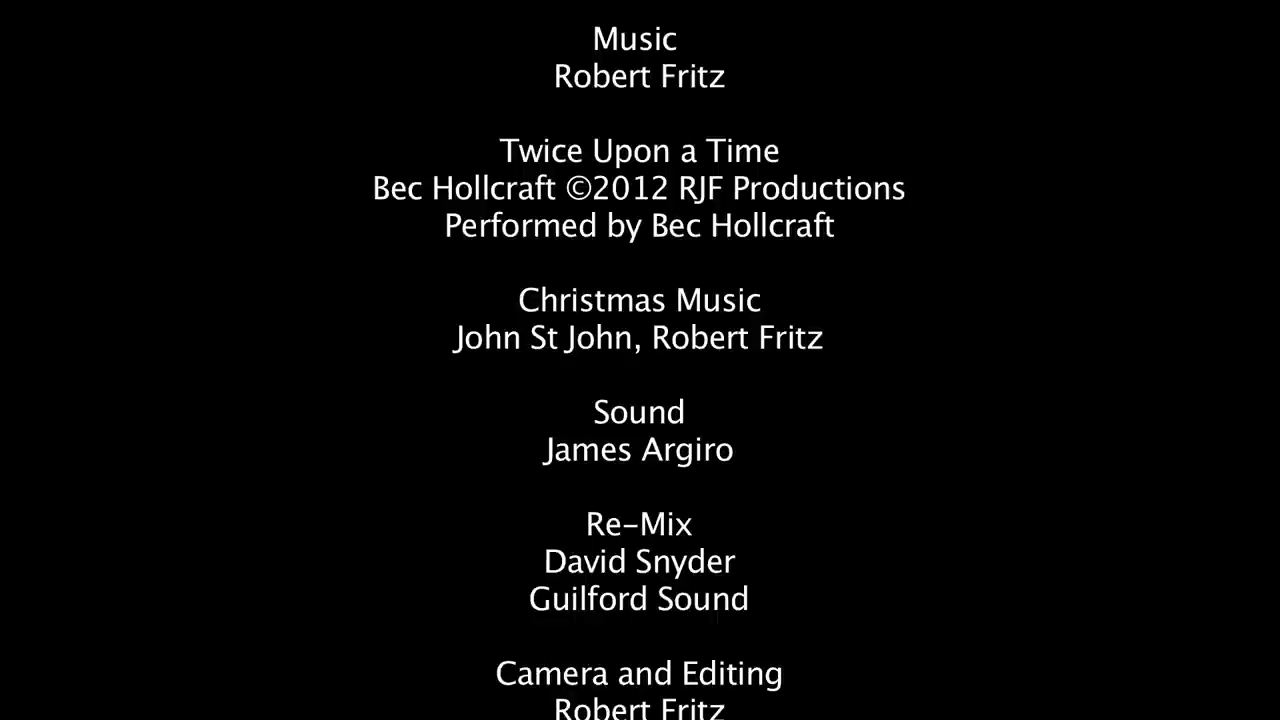 Music
Robert Fritz
Twice Upon a Time
Bec Hollcraft ©2012 RJF Productions
Performed by Bec Hollcraft
Christmas Music
John St John, Robert Fritz
Sound
James Argiro
Re-Mix
David Snyder
Guilford Sound
Camera and Editing
Robert Fritz